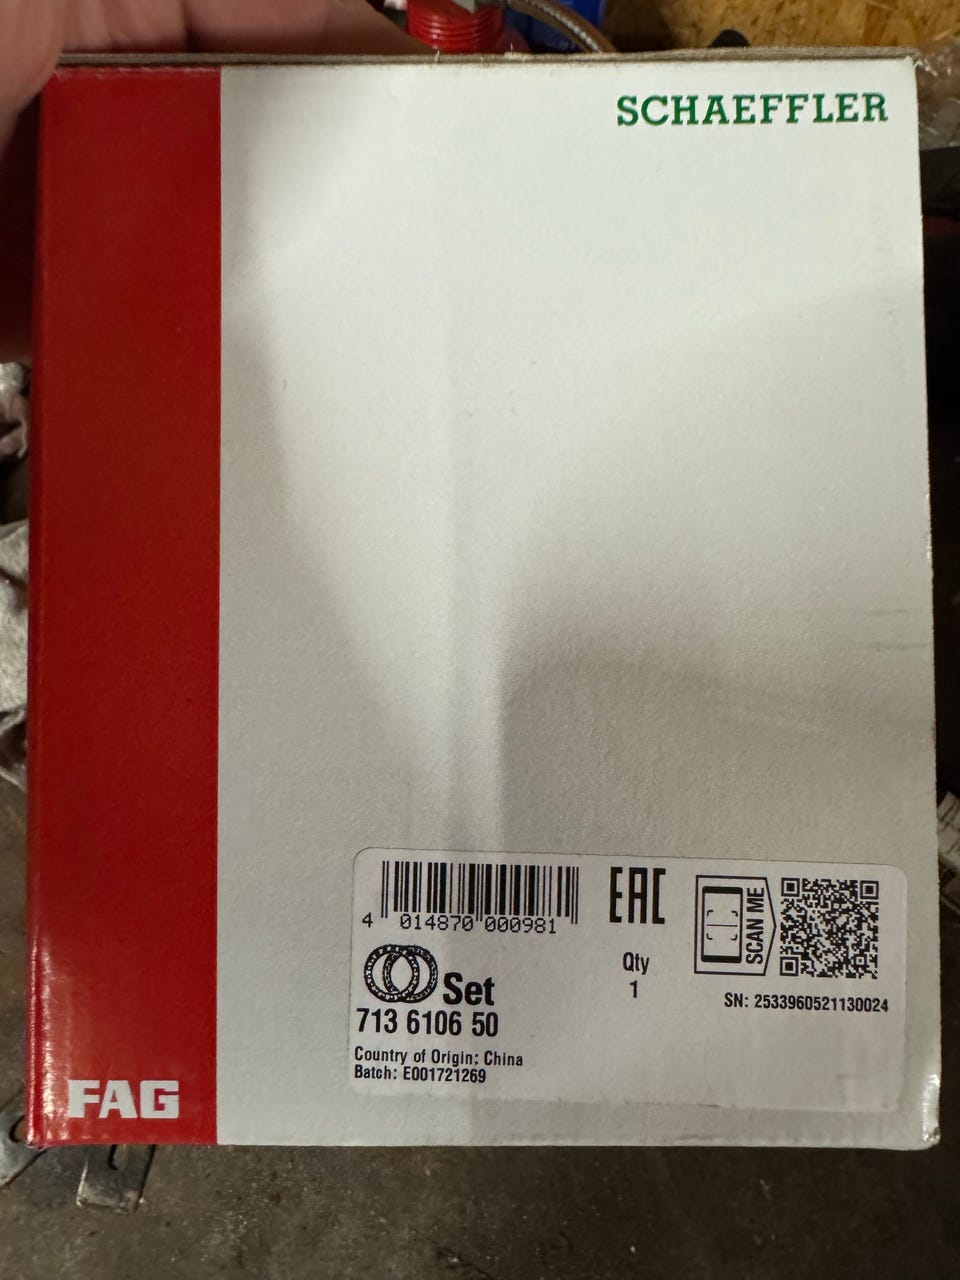 SCHAEFFLER
4 014870 000981
EAC
SCAN ME
Set
Qty
1
713 6106 50
SN: 2533960521130024
Country of Origin: China
Batch: E001721269
FAG